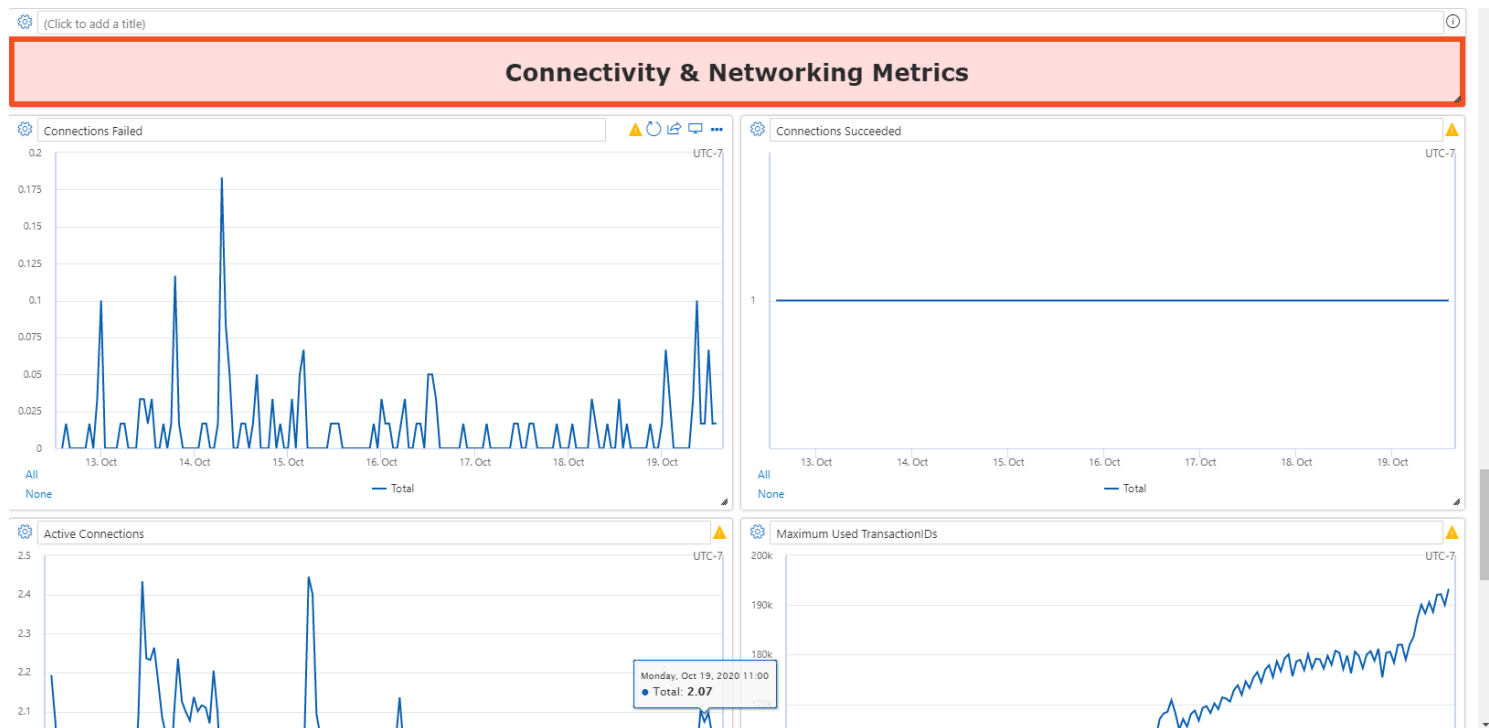 (Click to add a title)
Connectivity & Networking Metrics
Connections Failed
UTC-7
0.2
0.175
0.15
0.125
0.1
0.075
0.05
0.025
0
13. Oct 14. Oct 15. Oct 16. Oct 17. Oct 18. Oct 19. Oct
All
None
Total
Connections Succeeded
UTC-7
1
13. Oct 14. Oct 15. Oct 16. Oct 17. Oct 18. Oct 19. Oct
All
None
Total
Active Connections
UTC-7
2.5
2.4
2.3
2.2
2.1
Monday, Oct 19, 2020 11:00
Total: 2.07
Maximum Used TransactionIDs
UTC-7
200k
190k
180k